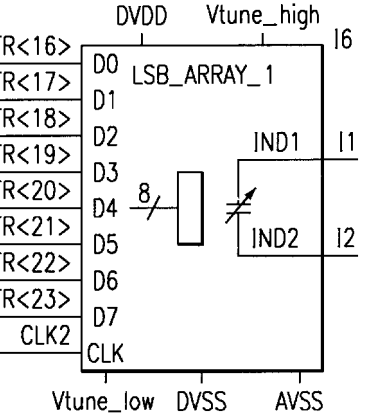 DVDD Vtune_high
I6
TR<16>
D0 LSB_ARRAY_1
TR<17>
D1
TR<18>
D2
IND1 I1
TR<19>
D3
TR<20>
D4 8
TR<21>
D5
IND2 I2
TR<22>
D6
TR<23>
D7
CLK2
CLK
Vtune_low DVSS AVSS